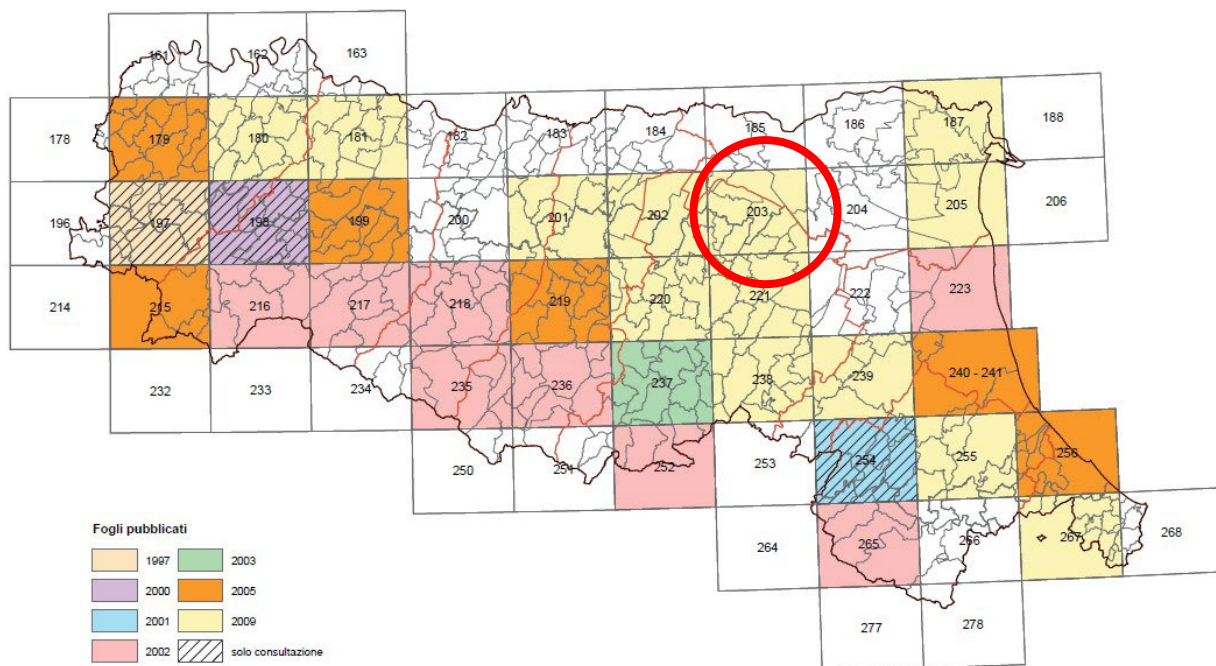 161 162 163
178 179 180 181 182 183 184 185 186 187 188
196 197 198 199 200 201 202 203 204 205 206
214 215 216 217 218 219 220 221 222 223
232 233 234 235 236 237 238 239 240 - 241
250 251 252 253 254 255 256
264 265 266 267 268
277 278
Fogli pubblicati
1997 2003
2000 2005
2001 2009
2002 solo consultazione